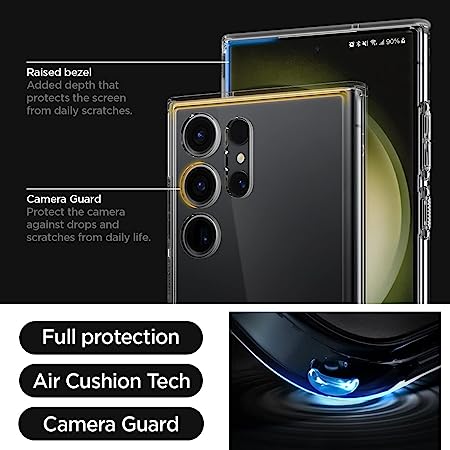 90%
Raised bezel
Added depth that
protects the screen
from daily scratches.
Camera Guard
Protect the camera
against drops and
scratches from daily life.
Full protection
Air Cushion Tech
Camera Guard